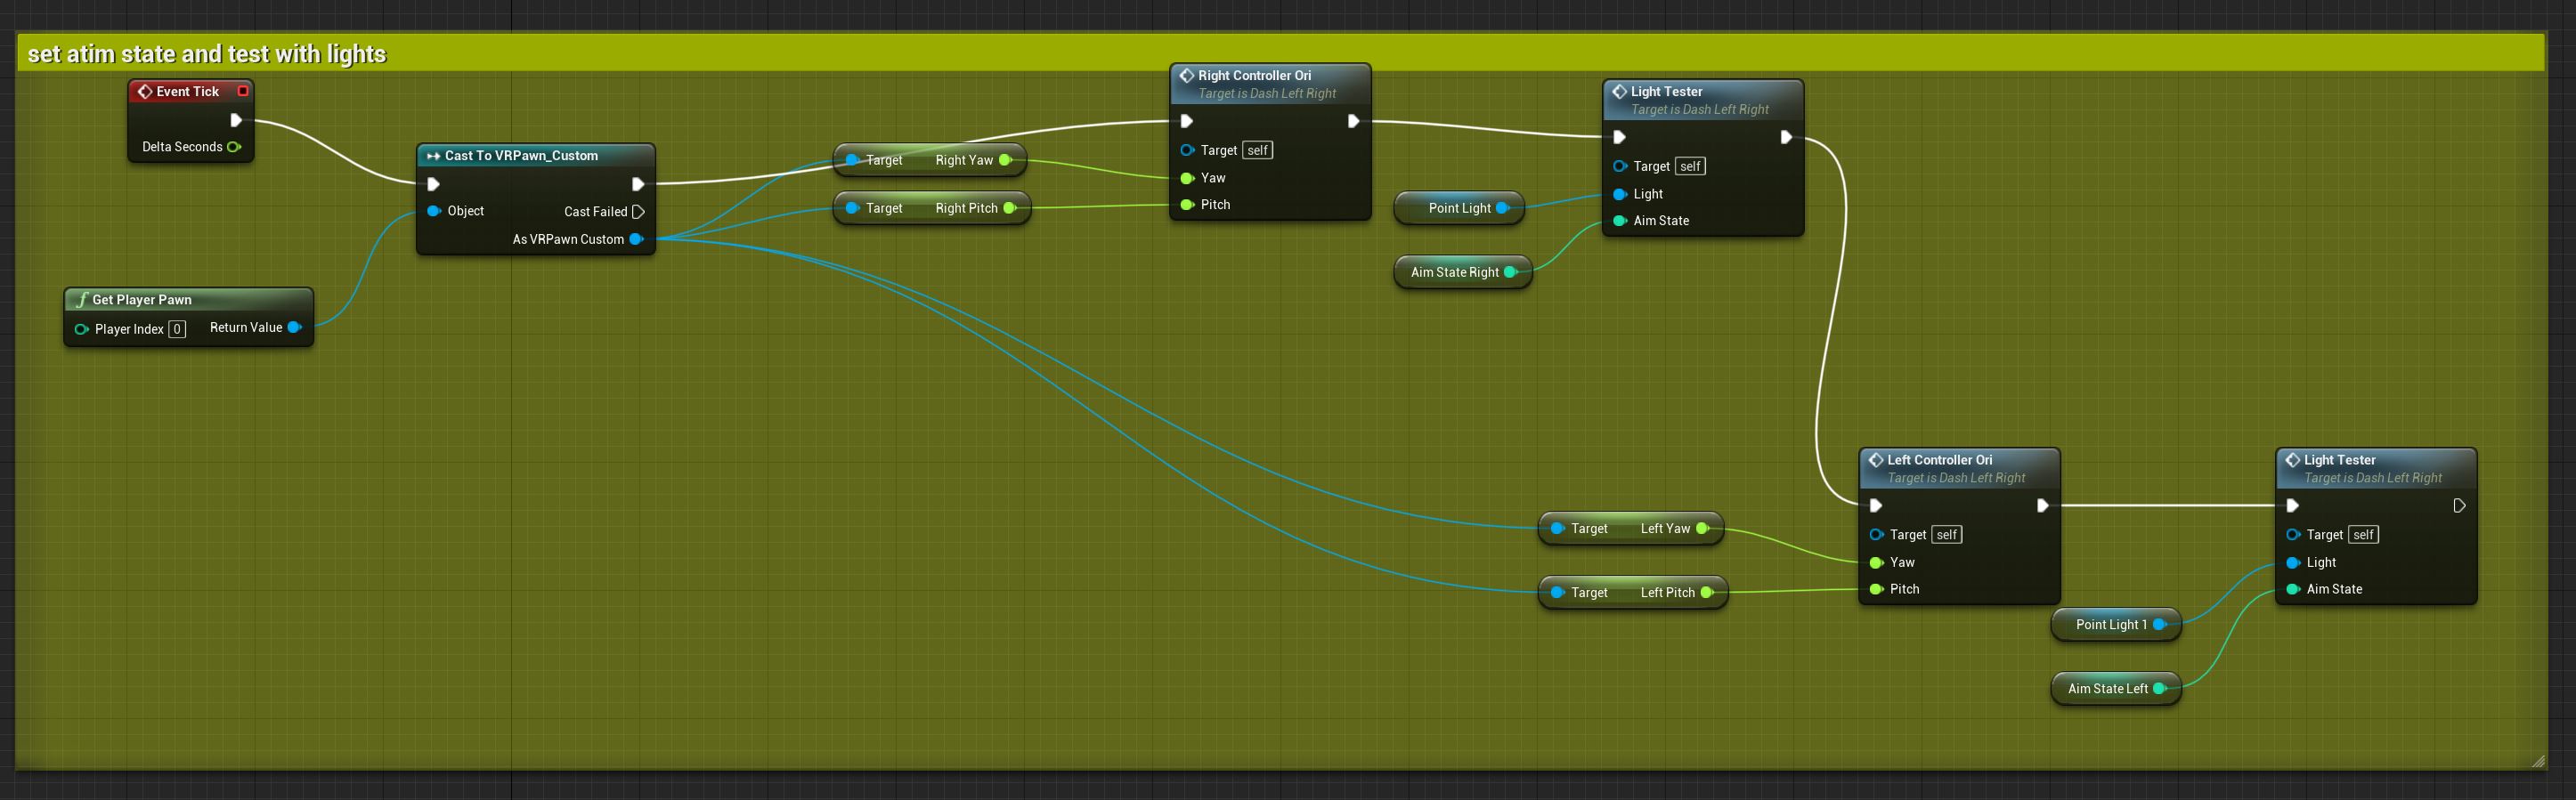 set atim state and test with lights
Event Tick
Delta Seconds
Cast To VRPawn_Custom
Object
Cast Failed
As VRPawn Custom
Get Player Pawn
Player Index 0
Return Value
Target Right Yaw
Target Right Pitch
Right Controller Ori
Target is Dash Left Right
Target self
Yaw
Pitch
Point Light
Aim State Right
Light Tester
Target is Dash Left Right
Target self
Light
Aim State
Target Left Yaw
Target Left Pitch
Left Controller Ori
Target is Dash Left Right
Target self
Yaw
Pitch
Point Light 1
Aim State Left
Light Tester
Target is Dash Left Right
Target self
Light
Aim State